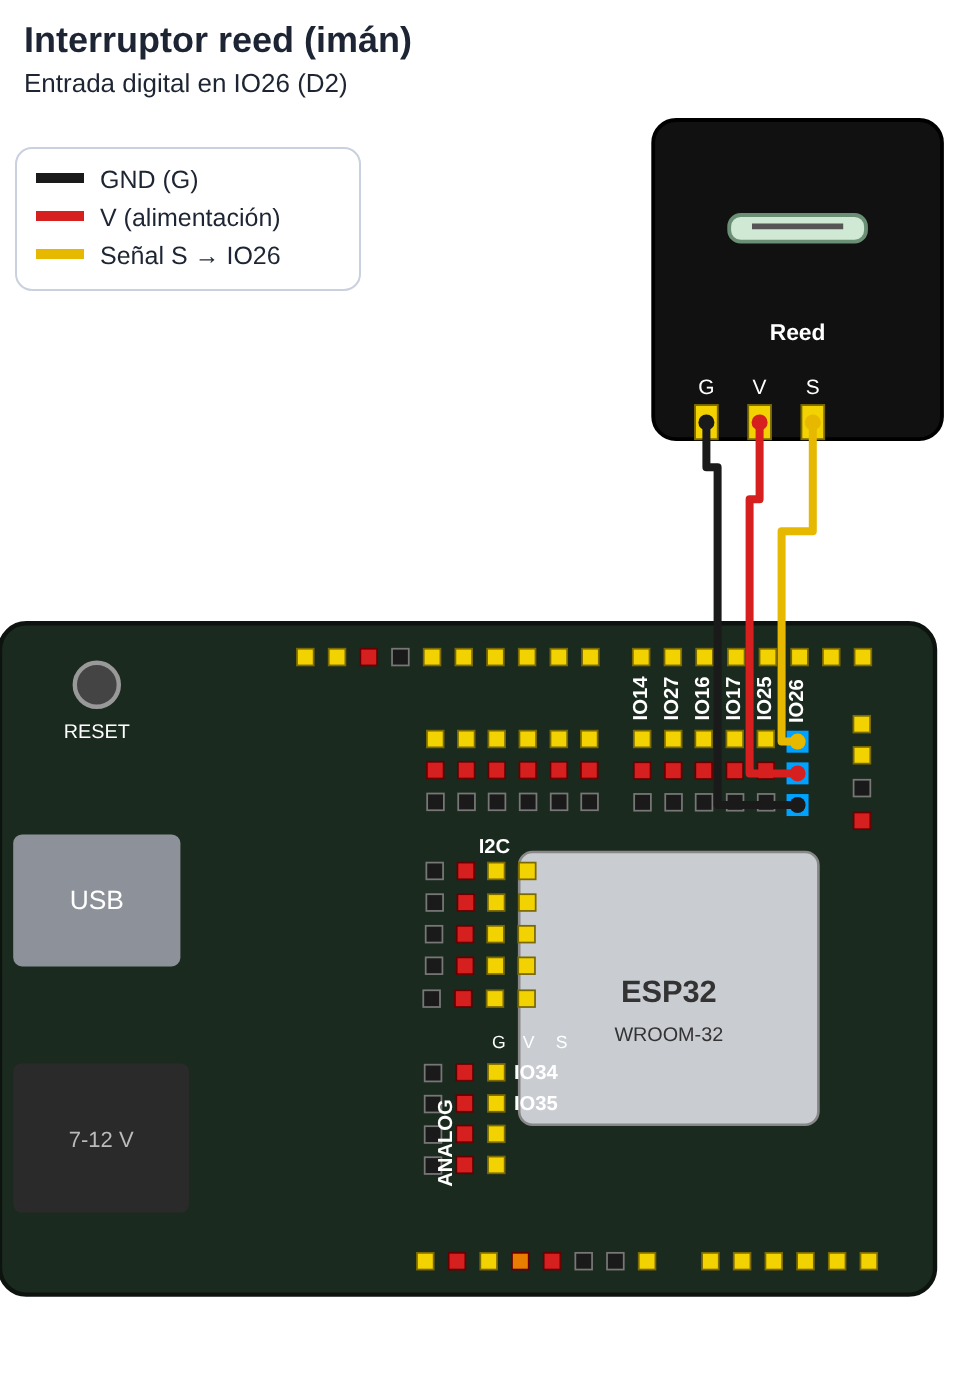 Interruptor reed (imán)
Entrada digital en IO26 (D2)
GND (G)
V (alimentación)
Señal S → IO26
Reed
G V S
RESET
IO14 IO27 IO16 IO17 IO25 IO26
USB
I2C
ESP32
WROOM-32
G V S
IO34
IO35
ANALOG
7-12 V